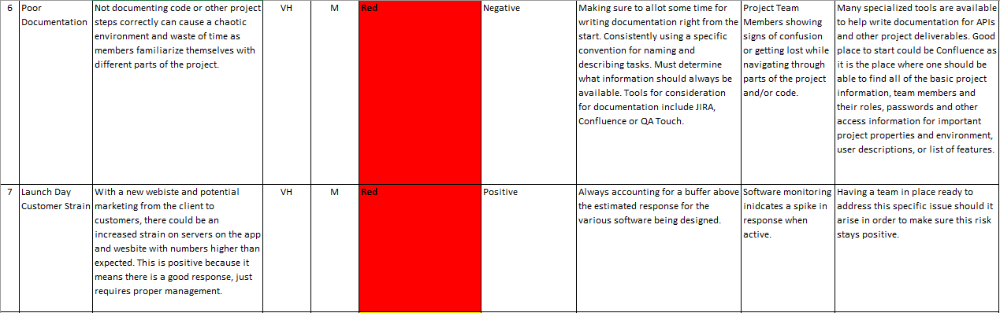 6
Poor
Documentation
Not documenting code or other project
steps correctly can cause a chaotic
environment and waste of time as
members familiarize themselves with
different parts of the project.
VH
M
Red
Negative
Making sure to allot some time for
writing documentation right from the
start. Consistently using a specific
convention for naming and
describing tasks. Must determine
what information should always be
available. Tools for consideration
for documentation include JIRA,
Confluence or QA Touch.
Project Team
Members showing
signs of confusion
or getting lost while
navigating through
parts of the project
and/or code.
Many specialized tools are available
to help write documentation for APIs
and other project deliverables. Good
place to start could be Confluence as
it is the place where one should be
able to find all of the basic project
information, team members and
their roles, passwords and other
access information for important
project properties and environment,
user descriptions, or list of features.
7
Launch Day
Customer Strain
With a new webiste and potential
marketing from the client to
customers, there could be an
increased strain on servers on the app
and wesbite with numbers higher than
expected. This is positive because it
means there is a good response, just
requires proper management.
VH
M
Red
Positive
Always accounting for a buffer above
the estimated response for the
various software being designed.
Software monitoring
inidcates a spike in
response when
active.
Having a team in place ready to
address this specific issue should it
arise in order to make sure this risk
stays positive.